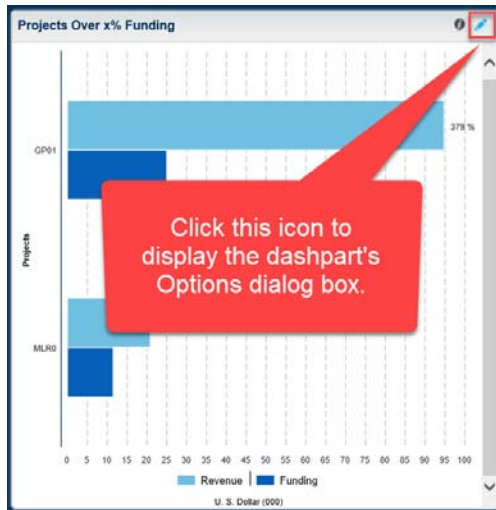 Projects Over x% Funding
379 %
GP01
Click this icon to
display the dashpart's
Options dialog box.
Projects
MLR0
0 5 10 15 20 25 30 35 40 45 50 55 60 65 70 75 80 85 90 95 100
Revenue Funding
U. S. Dollar (000)